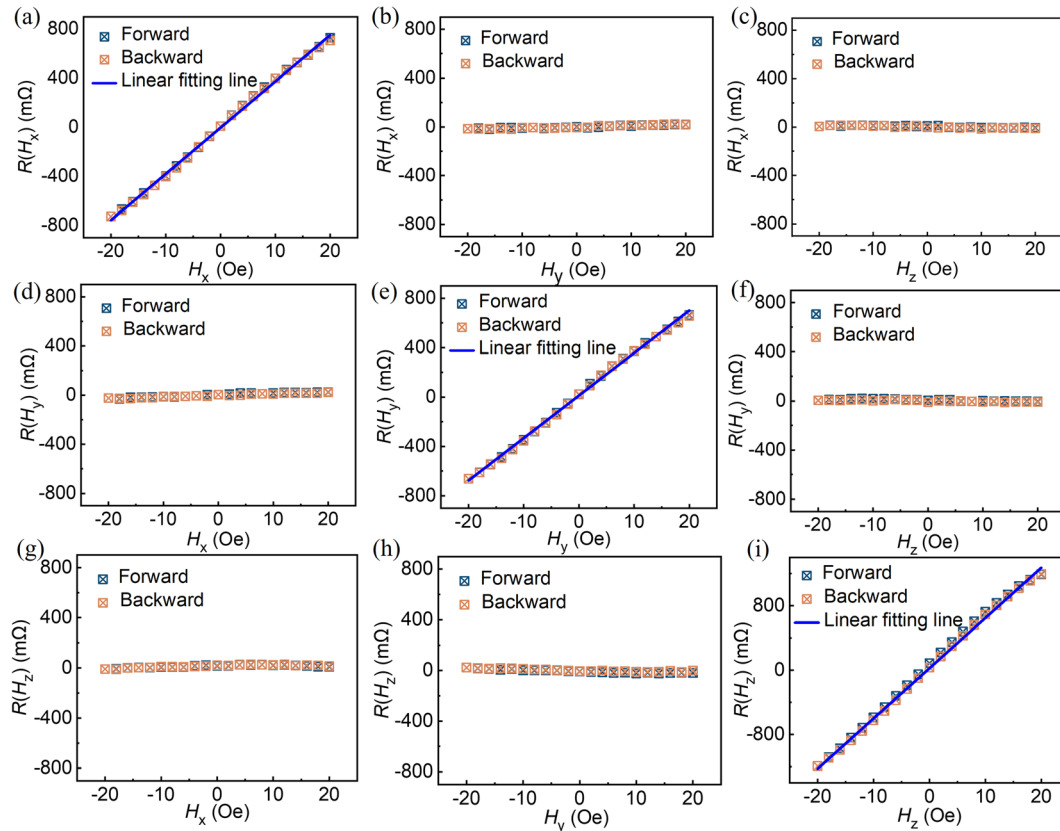 (a)
800
400
0
-400
-800
R(Hx) (mΩ)
Forward
Backward
Linear fitting line
-20 -10 0 10 20
Hx (Oe)
(b)
800
400
0
-400
-800
R(Hx) (mΩ)
Forward
Backward
-20 -10 0 10 20
Hy (Oe)
(c)
800
400
0
-400
-800
R(Hx) (mΩ)
Forward
Backward
-20 -10 0 10 20
Hz (Oe)
(d)
800
400
0
-400
-800
R(Hy) (mΩ)
Forward
Backward
-20 -10 0 10 20
Hx (Oe)
(e)
800
400
0
-400
-800
R(Hy) (mΩ)
Forward
Backward
Linear fitting line
-20 -10 0 10 20
Hy (Oe)
(f)
800
400
0
-400
-800
R(Hy) (mΩ)
Forward
Backward
-20 -10 0 10 20
Hz (Oe)
(g)
800
400
0
-400
-800
R(Hz) (mΩ)
Forward
Backward
-20 -10 0 10 20
Hx (Oe)
(h)
800
400
0
-400
-800
R(Hz) (mΩ)
Forward
Backward
-20 -10 0 10 20
Hy (Oe)
(i)
800
0
-800
R(Hz) (mΩ)
Forward
Backward
Linear fitting line
-20 -10 0 10 20
Hz (Oe)